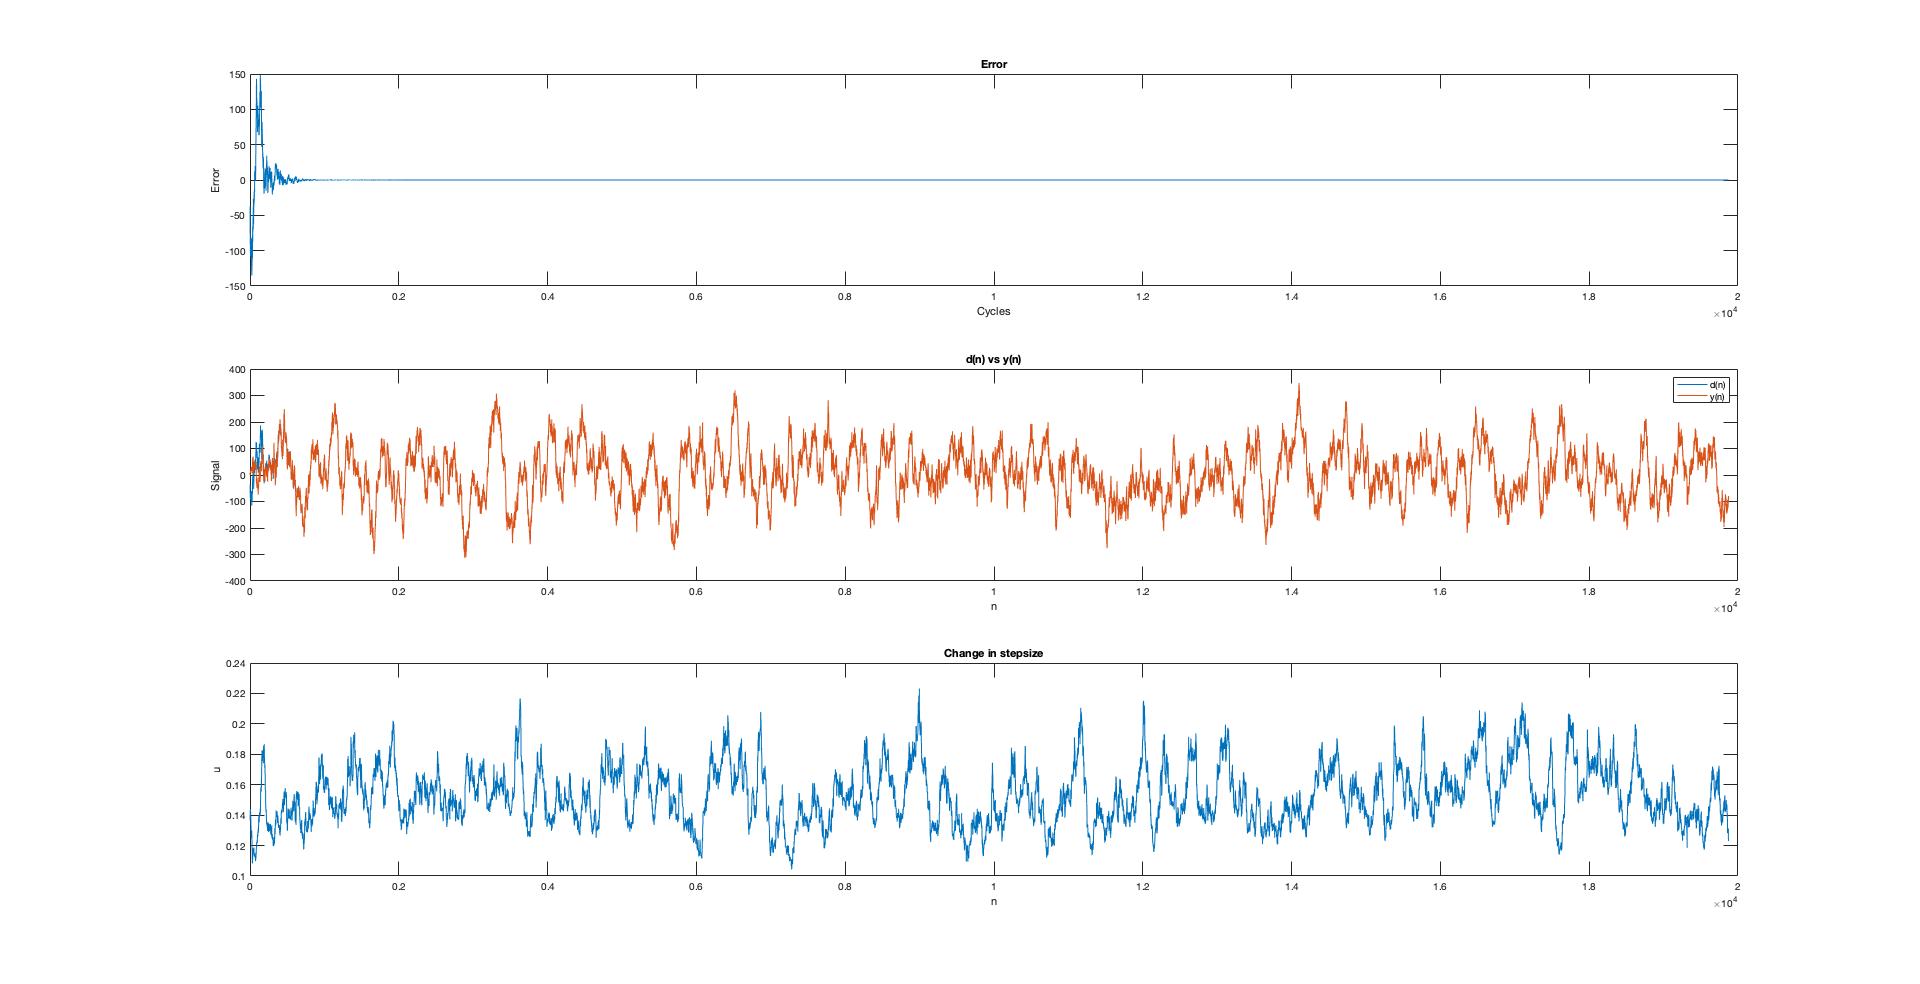 Error
150
100
50
0
-50
-100
-150
Error
0 0.2 0.4 0.6 0.8 1 1.2 1.4 1.6 1.8 2
Cycles
×10^4
d(n) vs y(n)
400
300
200
100
0
-100
-200
-300
-400
Signal
d(n)
y(n)
0 0.2 0.4 0.6 0.8 1 1.2 1.4 1.6 1.8 2
n
×10^4
Change in stepsize
0.24
0.22
0.2
0.18
0.16
0.14
0.12
0.1
u
0 0.2 0.4 0.6 0.8 1 1.2 1.4 1.6 1.8 2
n
×10^4